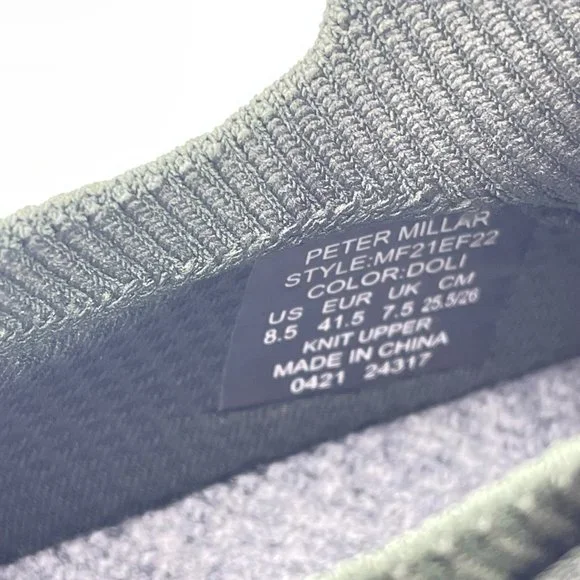 PETER MILLAR
STYLE:MF21EF22
COLOR:DOLI
US EUR UK CM
8.5 41.5 7.5 25.5/26
KNIT UPPER
MADE IN CHINA
0421 24317